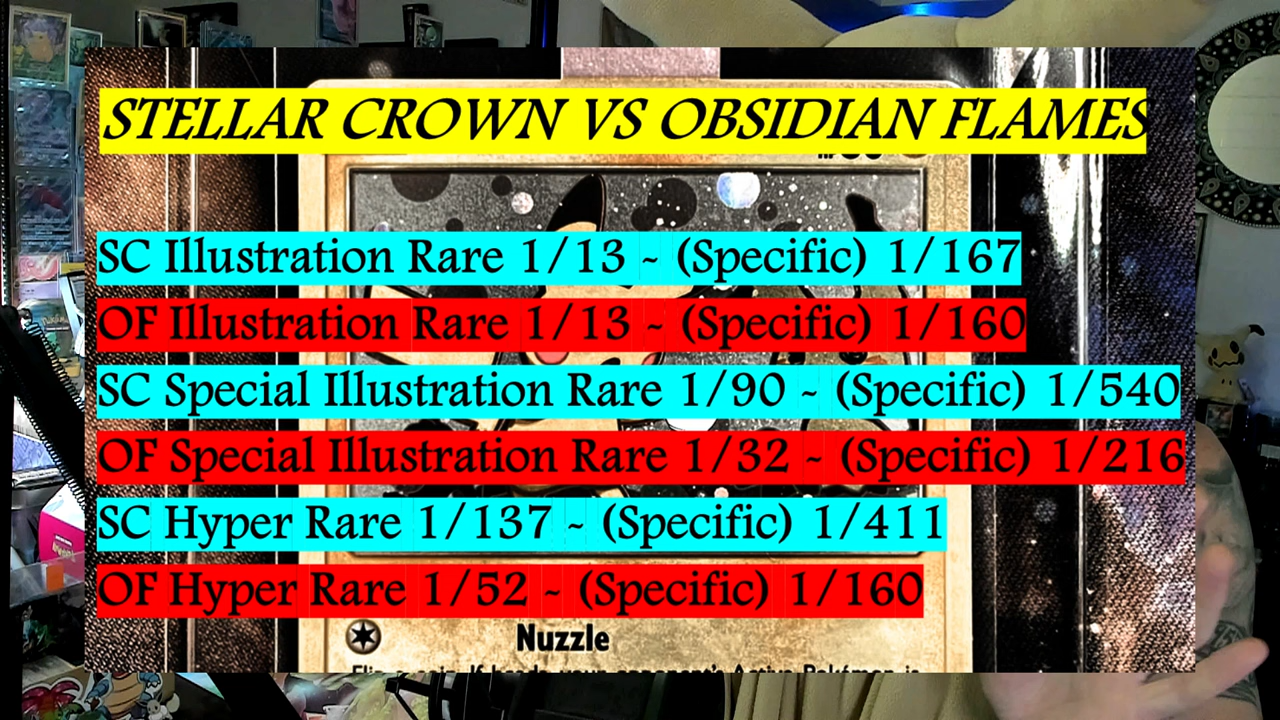 STELLAR CROWN VS OBSIDIAN FLAMES
SC Illustration Rare 1/13 - (Specific) 1/167
OF Illustration Rare 1/13 - (Specific) 1/160
SC Special Illustration Rare 1/90 - (Specific) 1/540
OF Special Illustration Rare 1/32 - (Specific) 1/216
SC Hyper Rare 1/137 - (Specific) 1/411
OF Hyper Rare 1/52 - (Specific) 1/160
Nuzzle